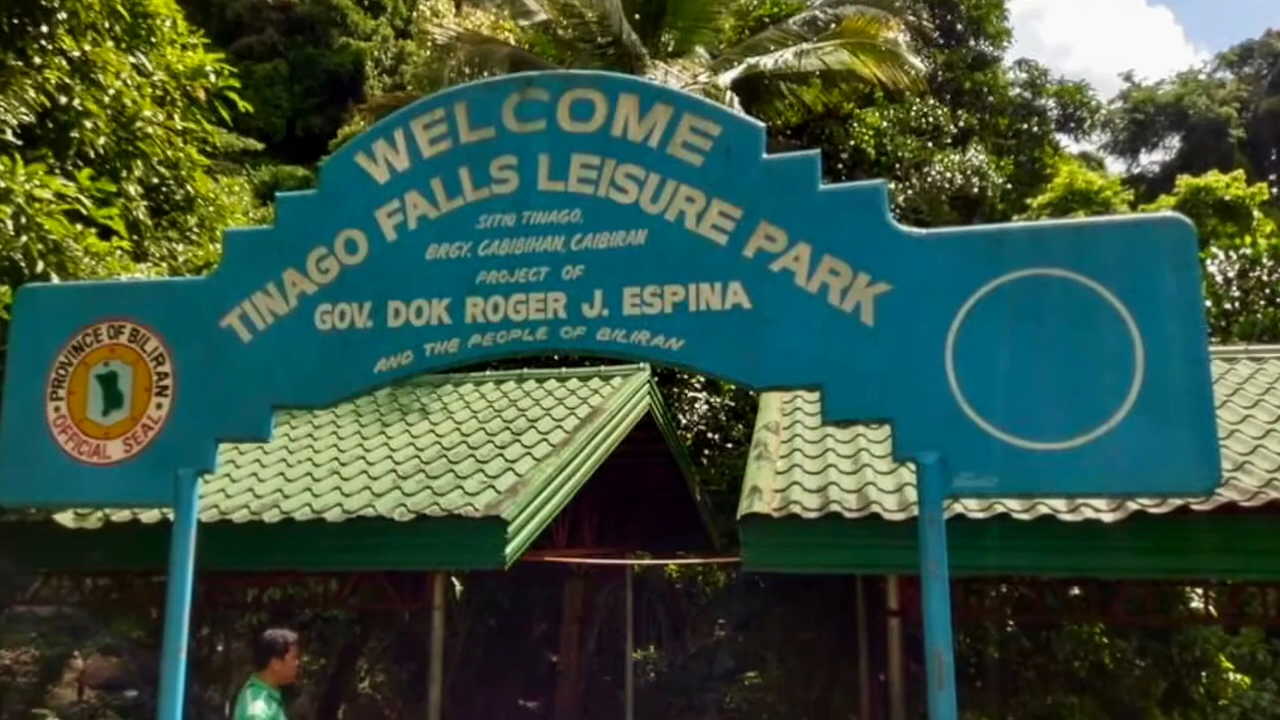 WELCOME
TINAGO FALLS LEISURE PARK
SITIO TINAGO,
BRGY. CABIBIHAN, CAIBIRAN
PROJECT OF
GOV. DOK ROGER J. ESPINA
AND THE PEOPLE OF BILIRAN
PROVINCE OF BILIRAN
OFFICIAL SEAL